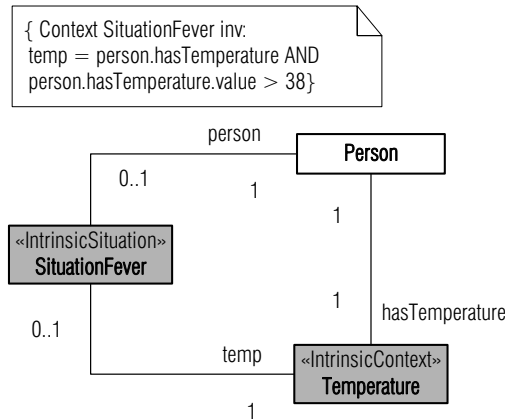 { Context SituationFever inv:
temp = person.hasTemperature AND
person.hasTemperature.value > 38}
person
Person
0..1
1
«IntrinsicSituation»
SituationFever
1
1
hasTemperature
0..1
temp
«IntrinsicContext»
Temperature
1